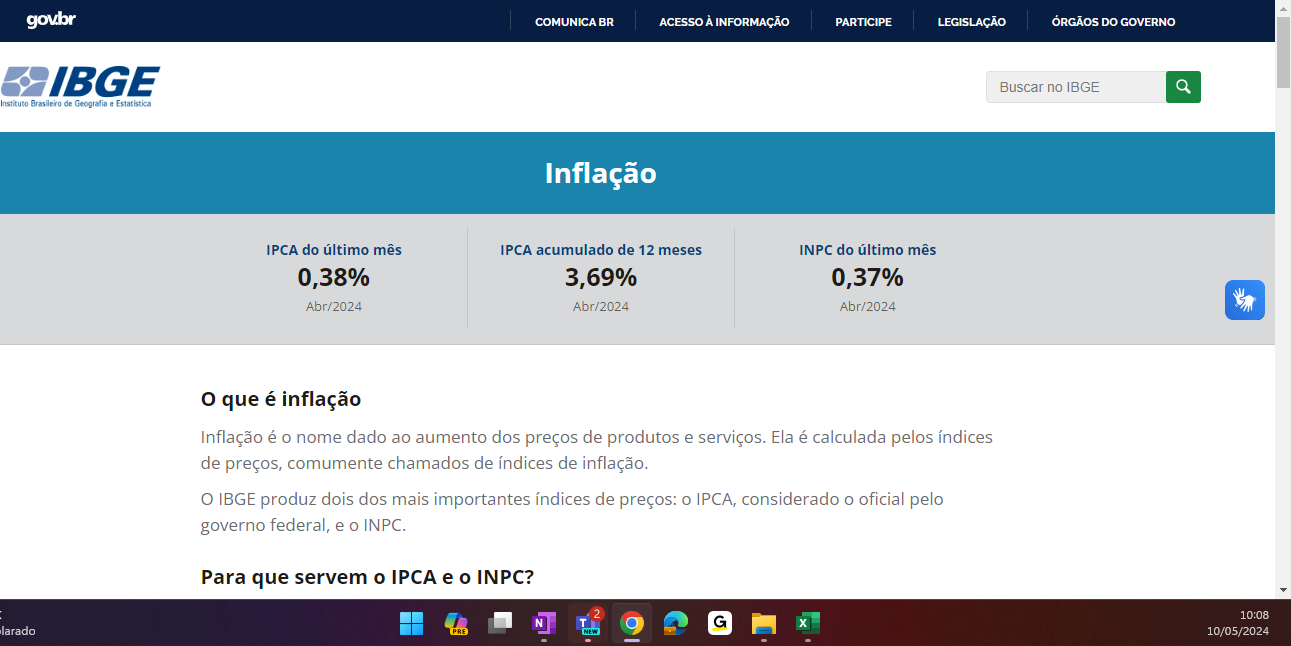 gov.br
COMUNICA BR
ACESSO À INFORMAÇÃO
PARTICIPE
LEGISLAÇÃO
ÓRGÃOS DO GOVERNO
IBGE
Instituto Brasileiro de Geografia e Estatística
Buscar no IBGE
Inflação
IPCA do último mês
0,38%
Abr/2024
IPCA acumulado de 12 meses
3,69%
Abr/2024
INPC do último mês
0,37%
Abr/2024
O que é inflação
Inflação é o nome dado ao aumento dos preços de produtos e serviços. Ela é calculada pelos índices
de preços, comumente chamados de índices de inflação.
O IBGE produz dois dos mais importantes índices de preços: o IPCA, considerado o oficial pelo
governo federal, e o INPC.
Para que servem o IPCA e o INPC?
larado
PRE
N
T
2
NEW
G
X
10:08
10/05/2024